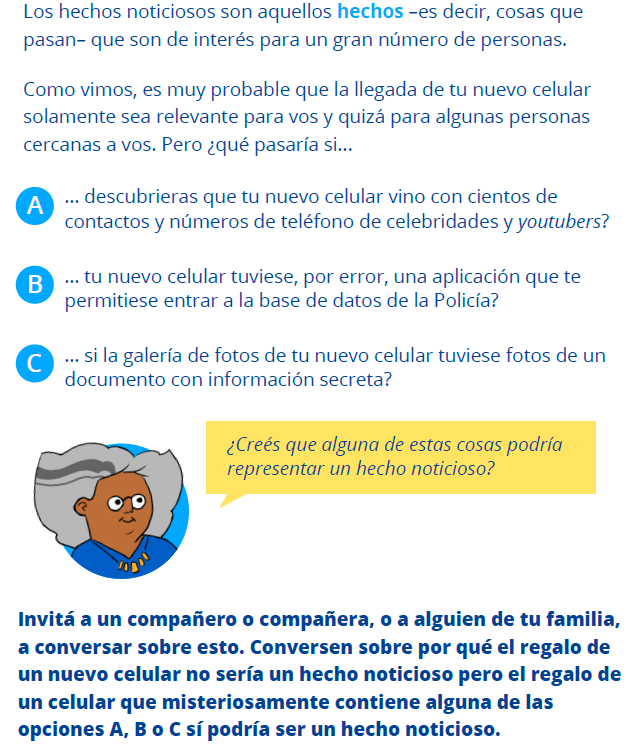 Los hechos noticiosos son aquellos hechos –es decir, cosas que
pasan– que son de interés para un gran número de personas.
Como vimos, es muy probable que la llegada de tu nuevo celular
solamente sea relevante para vos y quizá para algunas personas
cercanas a vos. Pero ¿qué pasaría si...
A
... descubrieras que tu nuevo celular vino con cientos de
contactos y números de teléfono de celebridades y youtubers?
B
... tu nuevo celular tuviese, por error, una aplicación que te
permitiese entrar a la base de datos de la Policía?
C
... si la galería de fotos de tu nuevo celular tuviese fotos de un
documento con información secreta?
¿Creés que alguna de estas cosas podría
representar un hecho noticioso?
Invitá a un compañero o compañera, o a alguien de tu familia,
a conversar sobre esto. Conversen sobre por qué el regalo de
un nuevo celular no sería un hecho noticioso pero el regalo de
un celular que misteriosamente contiene alguna de las
opciones A, B o C sí podría ser un hecho noticioso.